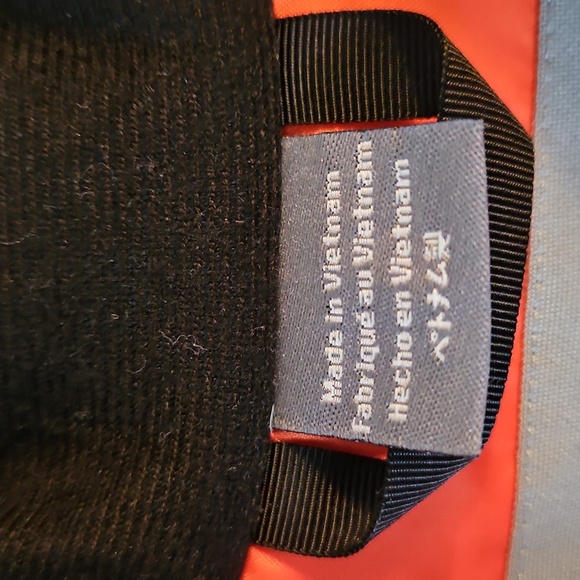 Made in Vietnam
Fabriqué au Vietnam
Hecho en Vietnam
ベトナム製